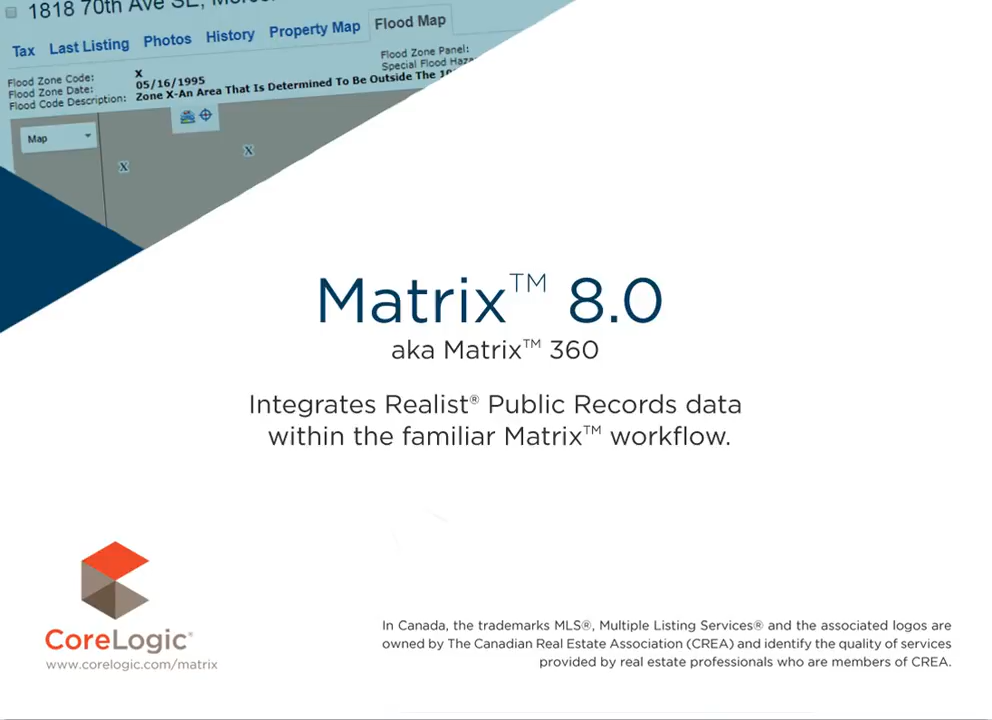 1818 70th Ave SE,
Tax Last Listing Photos History Property Map Flood Map
Flood Zone Code: X Flood Zone Panel:
Flood Zone Date: 05/16/1995 Special Flood
Flood Code Description: Zone X-An Area That Is Determined To Be Outside The
Map
X X
Matrix™ 8.0
aka Matrix™ 360
Integrates Realist® Public Records data
within the familiar Matrix™ workflow.
CoreLogic®
www.corelogic.com/matrix
In Canada, the trademarks MLS®, Multiple Listing Services® and the associated logos are
owned by The Canadian Real Estate Association (CREA) and identify the quality of services
provided by real estate professionals who are members of CREA.